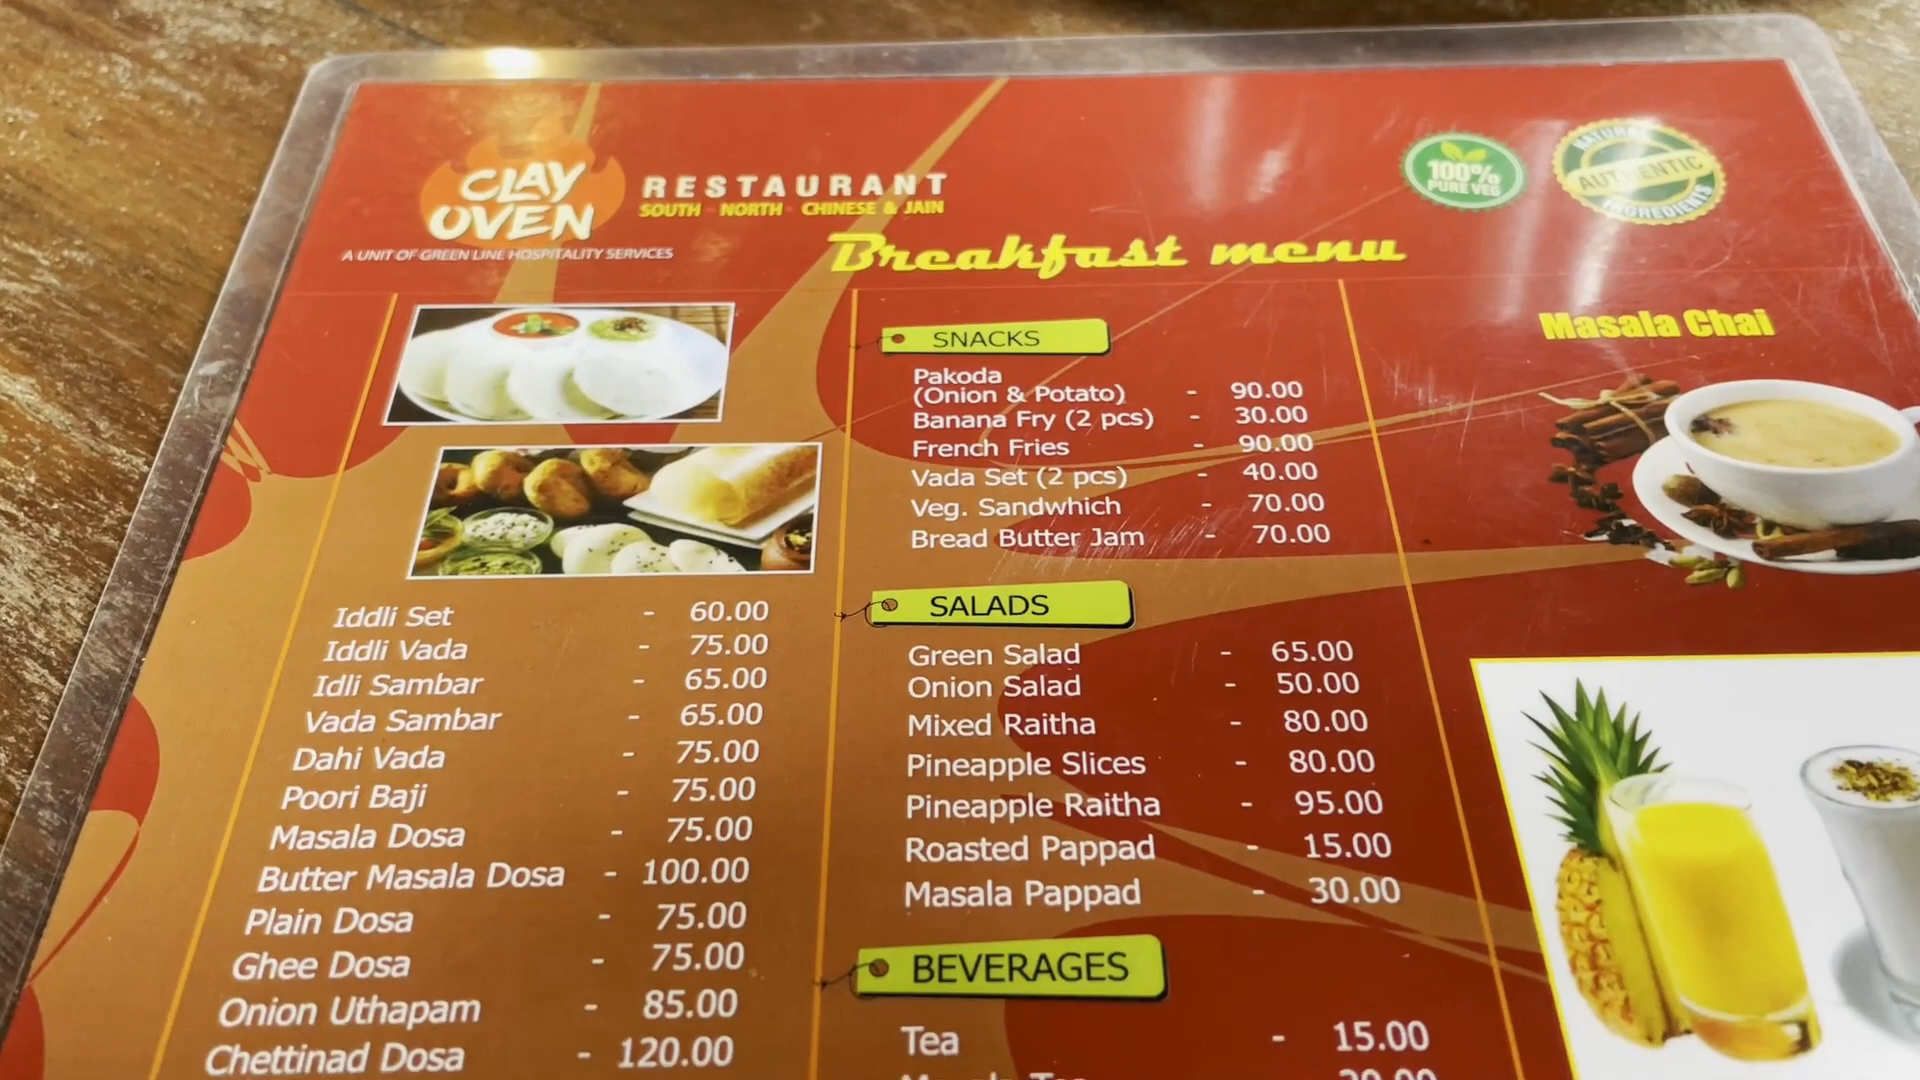 CLAY
OVEN
RESTAURANT
SOUTH NORTH CHINESE & JAIN
A UNIT OF GREEN LINE HOSPITALITY SERVICES
100%
PURE VEG
NATURAL
AUTHENTIC
INGREDIENTS
Breakfast menu
Iddli Set - 60.00
Iddli Vada - 75.00
Idli Sambar - 65.00
Vada Sambar - 65.00
Dahi Vada - 75.00
Poori Baji - 75.00
Masala Dosa - 75.00
Butter Masala Dosa - 100.00
Plain Dosa - 75.00
Ghee Dosa - 75.00
Onion Uthapam - 85.00
Chettinad Dosa - 120.00
SNACKS
Pakoda
(Onion & Potato) - 90.00
Banana Fry (2 pcs) - 30.00
French Fries - 90.00
Vada Set (2 pcs) - 40.00
Veg. Sandwhich - 70.00
Bread Butter Jam - 70.00
SALADS
Green Salad - 65.00
Onion Salad - 50.00
Mixed Raitha - 80.00
Pineapple Slices - 80.00
Pineapple Raitha - 95.00
Roasted Pappad - 15.00
Masala Pappad - 30.00
BEVERAGES
Tea - 15.00
Masala Chai